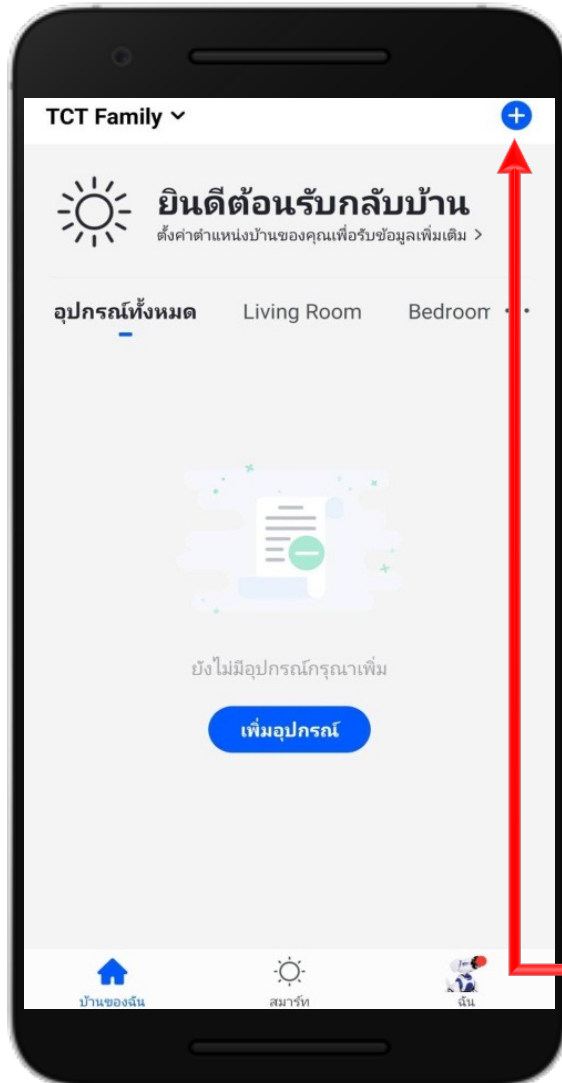 TCT Family
ยินดีต้อนรับกลับบ้าน
ตั้งค่าตำแหน่งบ้านของคุณเพื่อรับข้อมูลเพิ่มเติม >
อุปกรณ์ทั้งหมด Living Room Bedroom
ยังไม่มีอุปกรณ์กรุณาเพิ่ม
เพิ่มอุปกรณ์
บ้านของฉัน สมาร์ท ฉัน